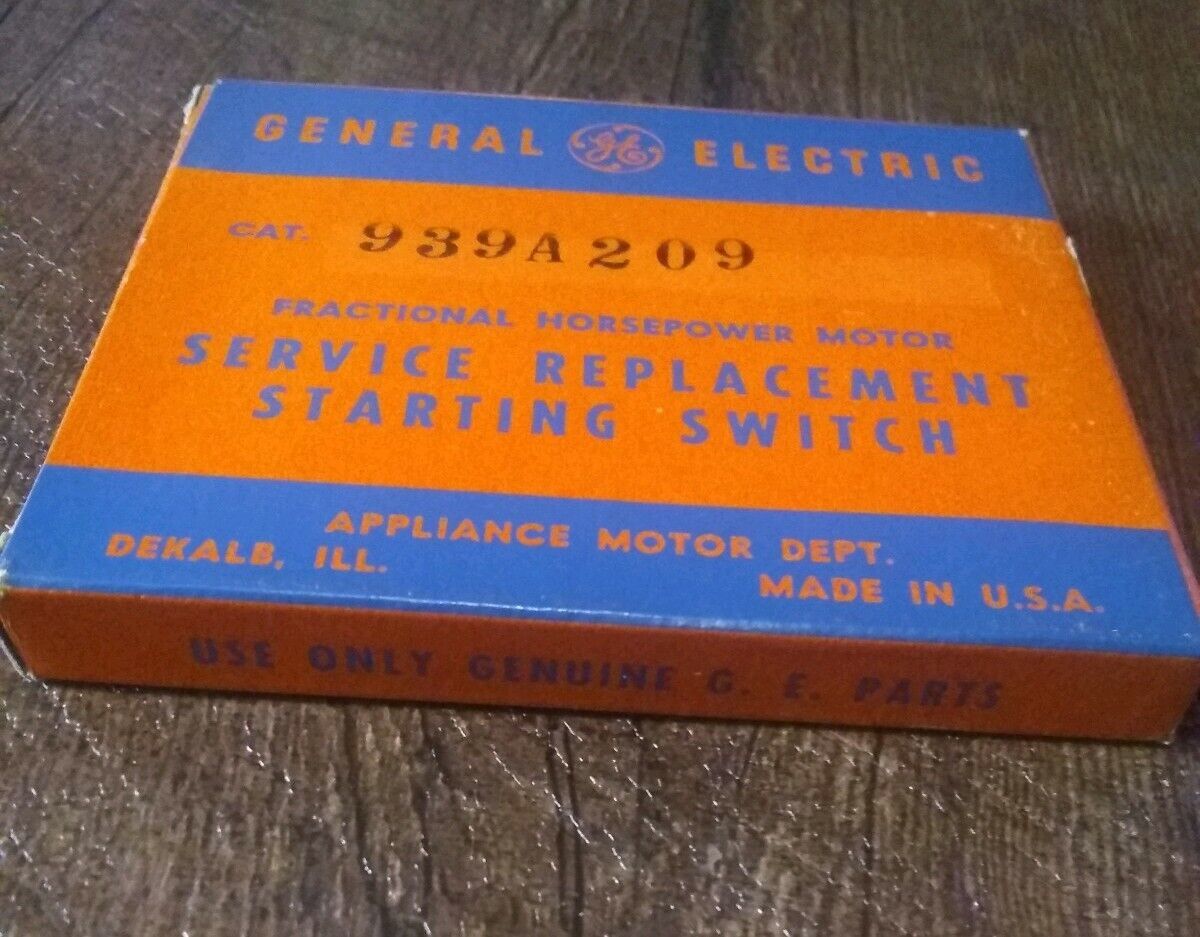 GENERAL GE ELECTRIC
CAT. 939A209
FRACTIONAL HORSEPOWER MOTOR
SERVICE REPLACEMENT
STARTING SWITCH
APPLIANCE MOTOR DEPT.
DEKALB, ILL. MADE IN U.S.A.
USE ONLY GENUINE G. E. PARTS